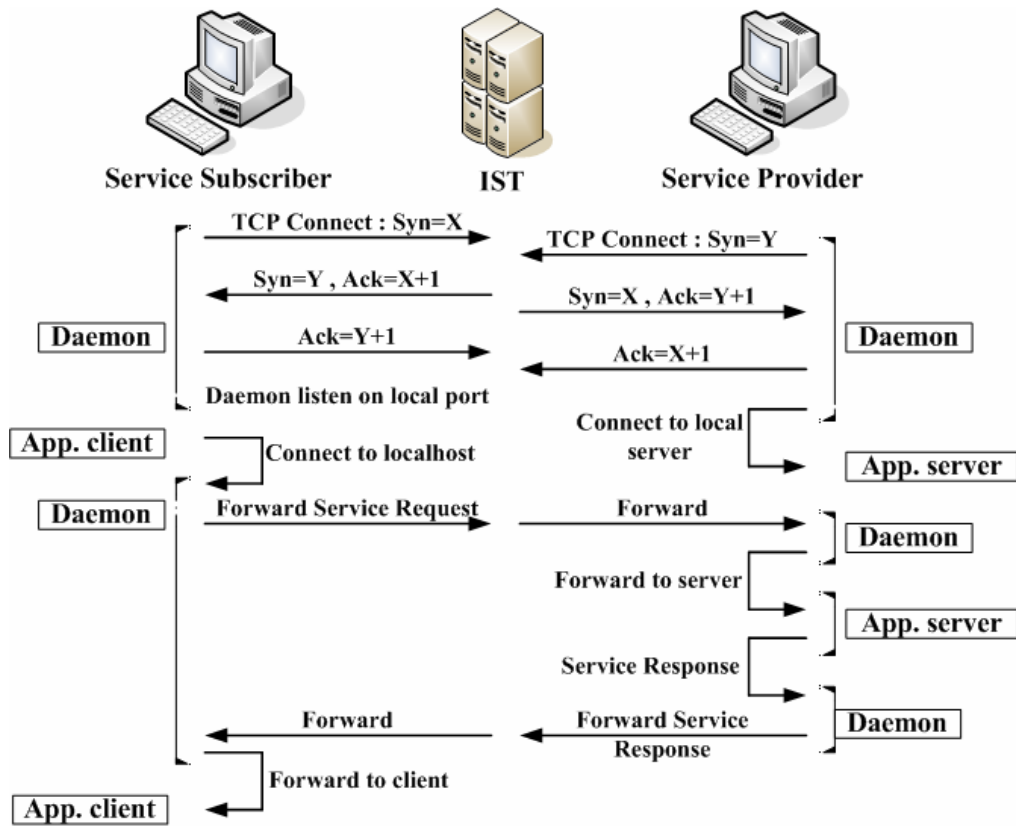 Service Subscriber
IST
Service Provider
TCP Connect : Syn=X
TCP Connect : Syn=Y
Syn=Y , Ack=X+1
Syn=X , Ack=Y+1
Daemon
Ack=Y+1
Ack=X+1
Daemon
Daemon listen on local port
App. client
Connect to localhost
Connect to local
server
App. server
Daemon
Forward Service Request
Forward
Daemon
Forward to server
App. server
Service Response
Forward
Forward Service
Response
Daemon
Forward to client
App. client